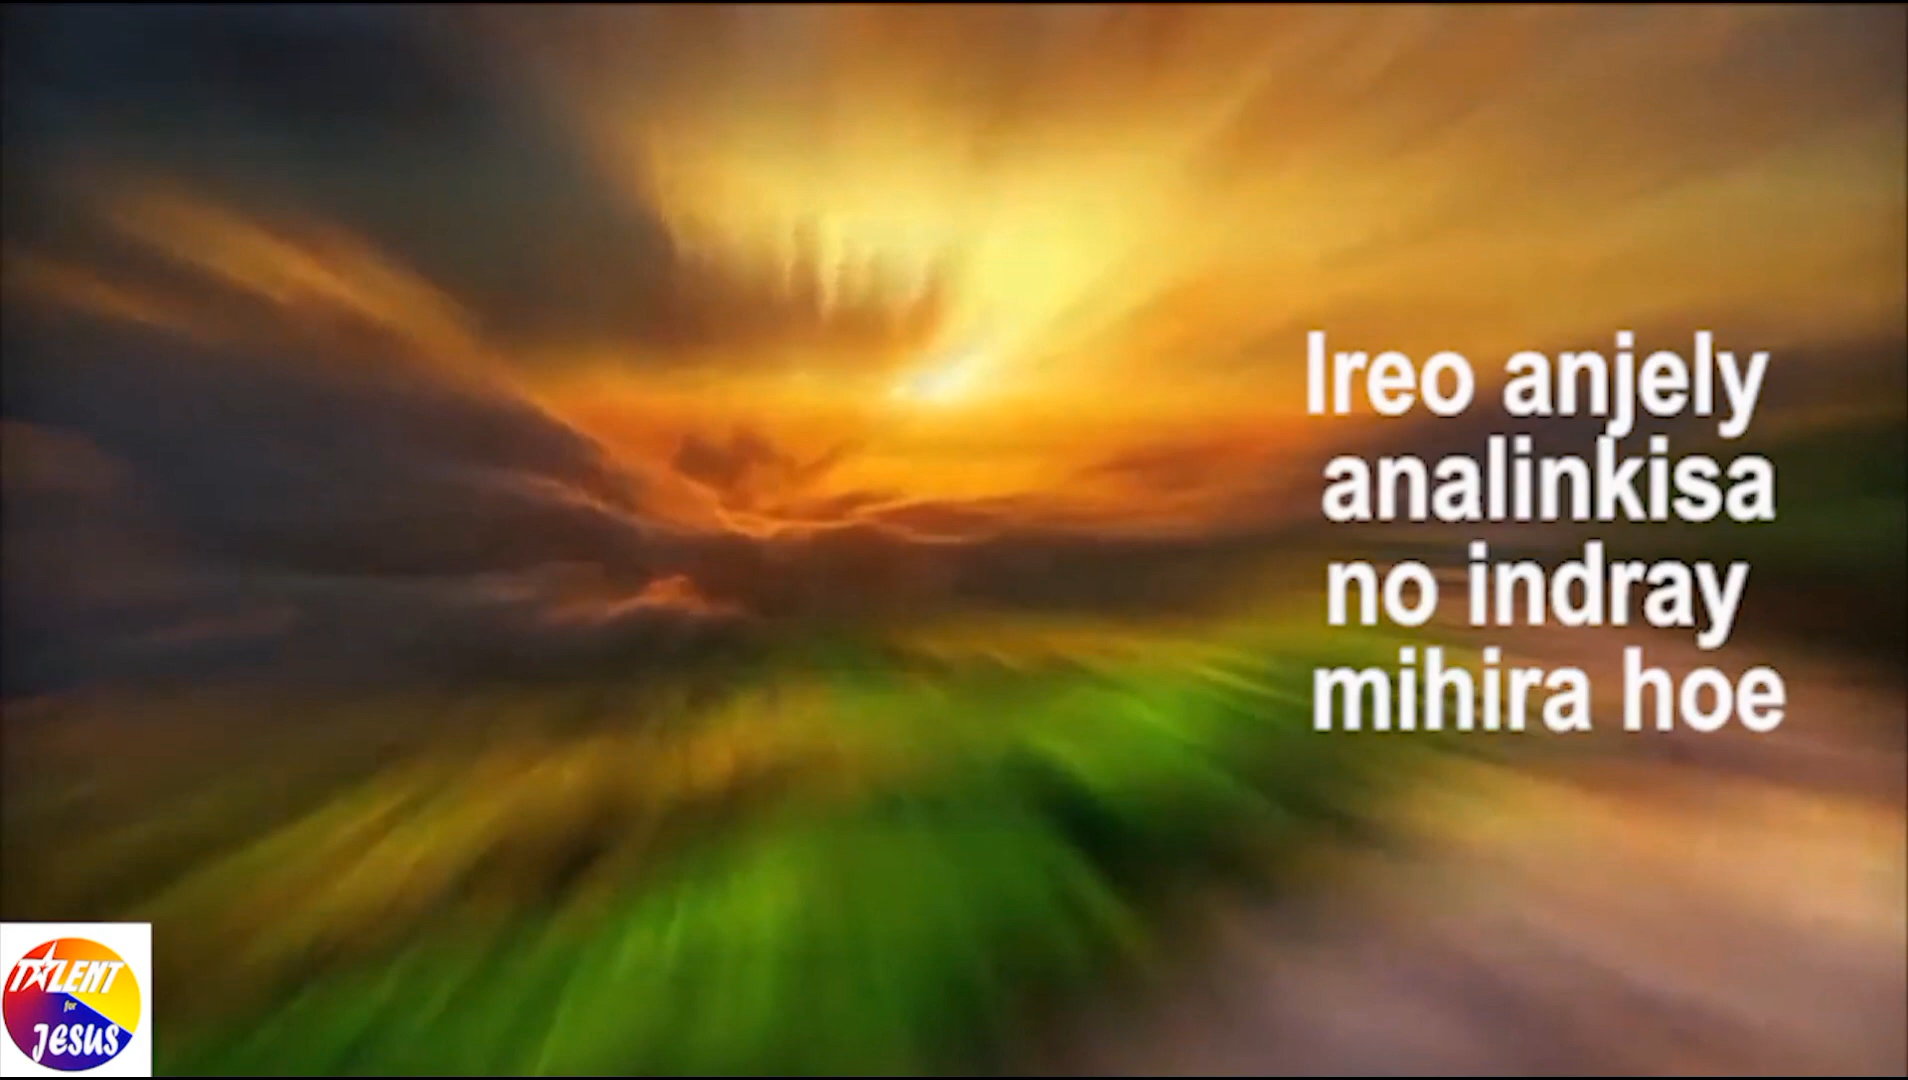 Ireo anjely
analinkisa
no indray
mihira hoe
TALENT
for
JESUS